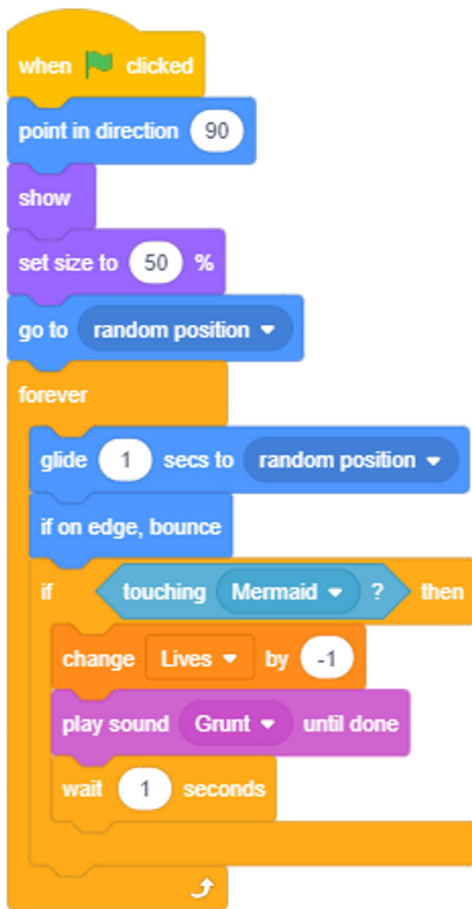 when clicked
point in direction 90
show
set size to 50 %
go to random position
forever
glide 1 secs to random position
if on edge, bounce
if touching Mermaid ? then
change Lives by -1
play sound Grunt until done
wait 1 seconds